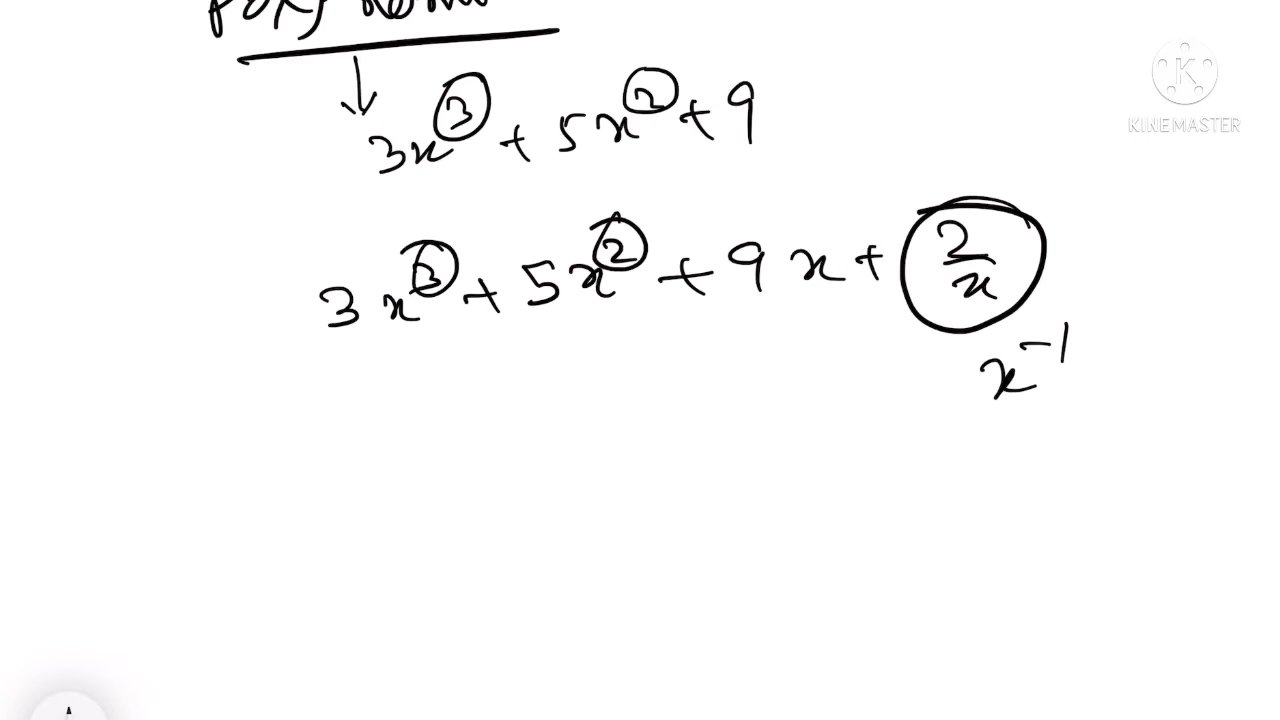 3x³ + 5x² + 9
3x³ + 5x² + 9x + 2/x
x⁻¹
KINEMASTER